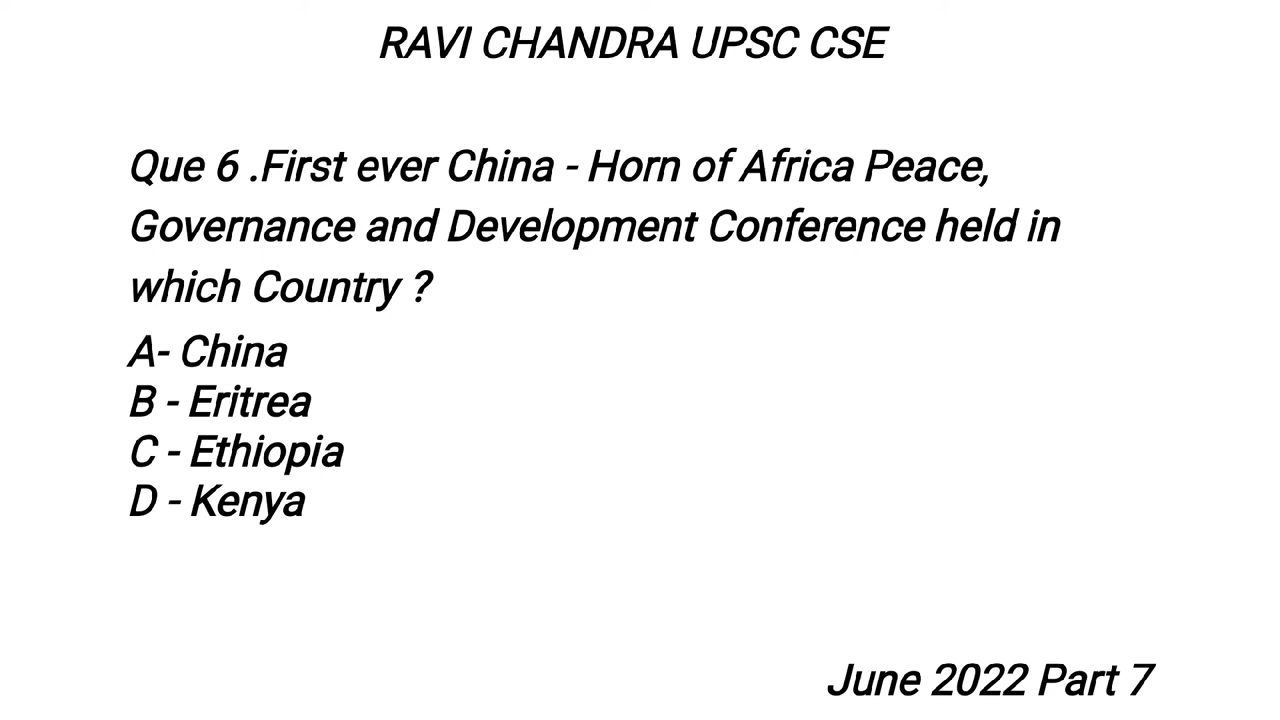 RAVI CHANDRA UPSC CSE
Que 6 .First ever China - Horn of Africa Peace,
Governance and Development Conference held in
which Country ?
A- China
B - Eritrea
C - Ethiopia
D - Kenya
June 2022 Part 7